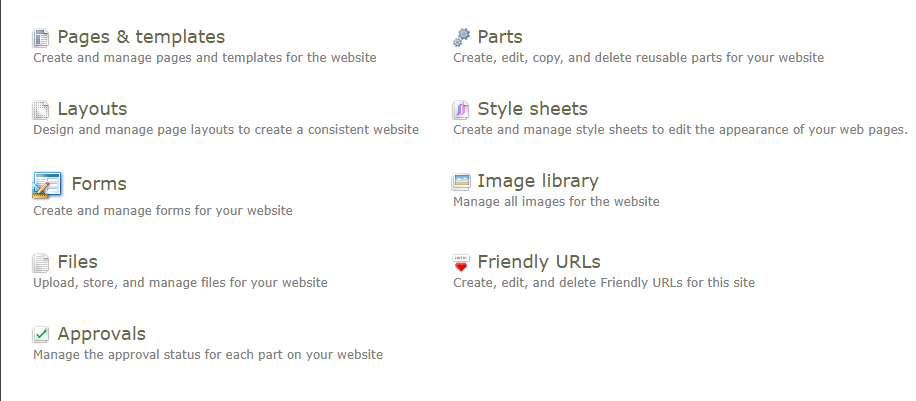 Pages & templates
Create and manage pages and templates for the website
Parts
Create, edit, copy, and delete reusable parts for your website
Layouts
Design and manage page layouts to create a consistent website
Style sheets
Create and manage style sheets to edit the appearance of your web pages.
Forms
Create and manage forms for your website
Image library
Manage all images for the website
Files
Upload, store, and manage files for your website
Friendly URLs
Create, edit, and delete Friendly URLs for this site
Approvals
Manage the approval status for each part on your website